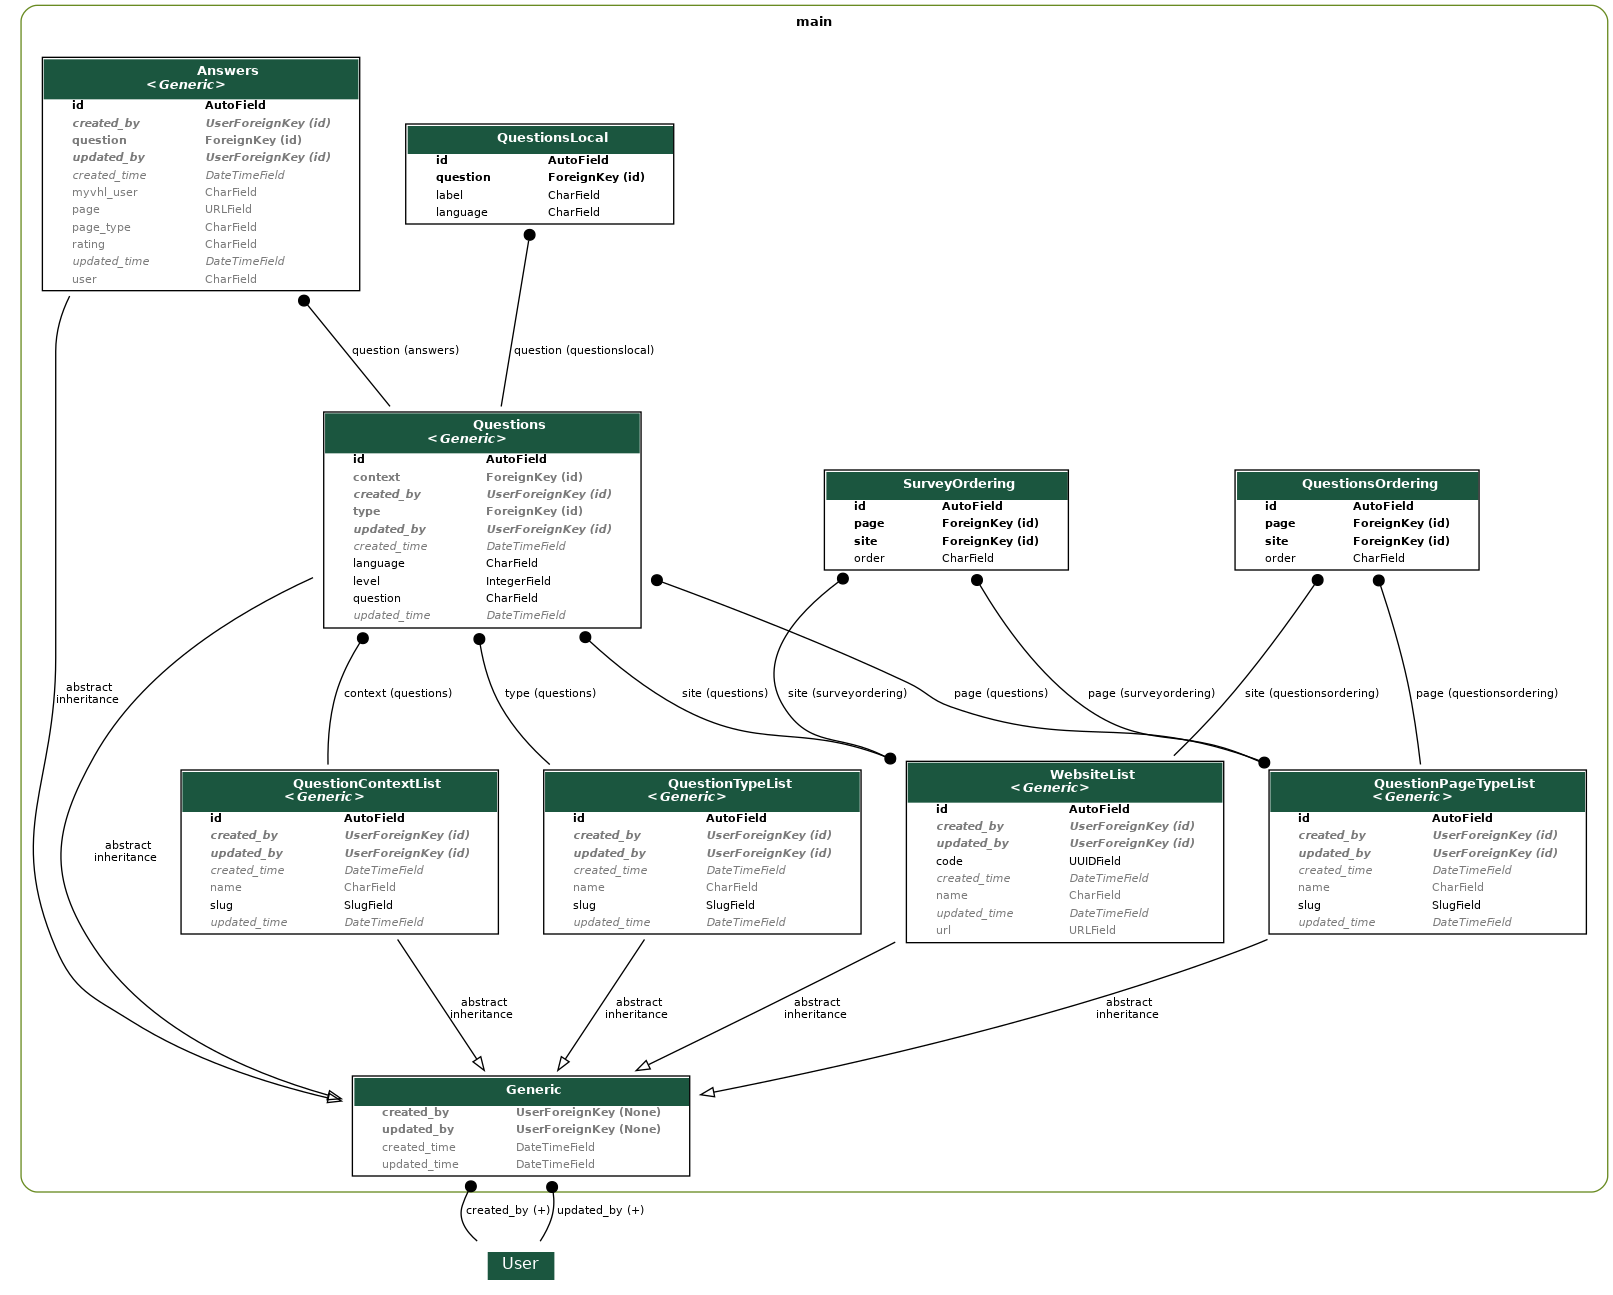 main
Answers
<Generic>
id AutoField
created_by UserForeignKey (id)
question ForeignKey (id)
updated_by UserForeignKey (id)
created_time DateTimeField
myvhl_user CharField
page URLField
page_type CharField
rating CharField
updated_time DateTimeField
user CharField
QuestionsLocal
id AutoField
question ForeignKey (id)
label CharField
language CharField
question (answers)
question (questionslocal)
Questions
<Generic>
id AutoField
context ForeignKey (id)
created_by UserForeignKey (id)
type ForeignKey (id)
updated_by UserForeignKey (id)
created_time DateTimeField
language CharField
level IntegerField
question CharField
updated_time DateTimeField
SurveyOrdering
id AutoField
page ForeignKey (id)
site ForeignKey (id)
order CharField
QuestionsOrdering
id AutoField
page ForeignKey (id)
site ForeignKey (id)
order CharField
abstract
inheritance
context (questions)
type (questions)
site (questions)
site (surveyordering)
page (questions)
page (surveyordering)
site (questionsordering)
page (questionsordering)
abstract
inheritance
QuestionContextList
<Generic>
id AutoField
created_by UserForeignKey (id)
updated_by UserForeignKey (id)
created_time DateTimeField
name CharField
slug SlugField
updated_time DateTimeField
QuestionTypeList
<Generic>
id AutoField
created_by UserForeignKey (id)
updated_by UserForeignKey (id)
created_time DateTimeField
name CharField
slug SlugField
updated_time DateTimeField
WebsiteList
<Generic>
id AutoField
created_by UserForeignKey (id)
updated_by UserForeignKey (id)
code UUIDField
created_time DateTimeField
name CharField
updated_time DateTimeField
url URLField
QuestionPageTypeList
<Generic>
id AutoField
created_by UserForeignKey (id)
updated_by UserForeignKey (id)
created_time DateTimeField
name CharField
slug SlugField
updated_time DateTimeField
abstract
inheritance
abstract
inheritance
abstract
inheritance
abstract
inheritance
Generic
created_by UserForeignKey (None)
updated_by UserForeignKey (None)
created_time DateTimeField
updated_time DateTimeField
created_by (+)
updated_by (+)
User